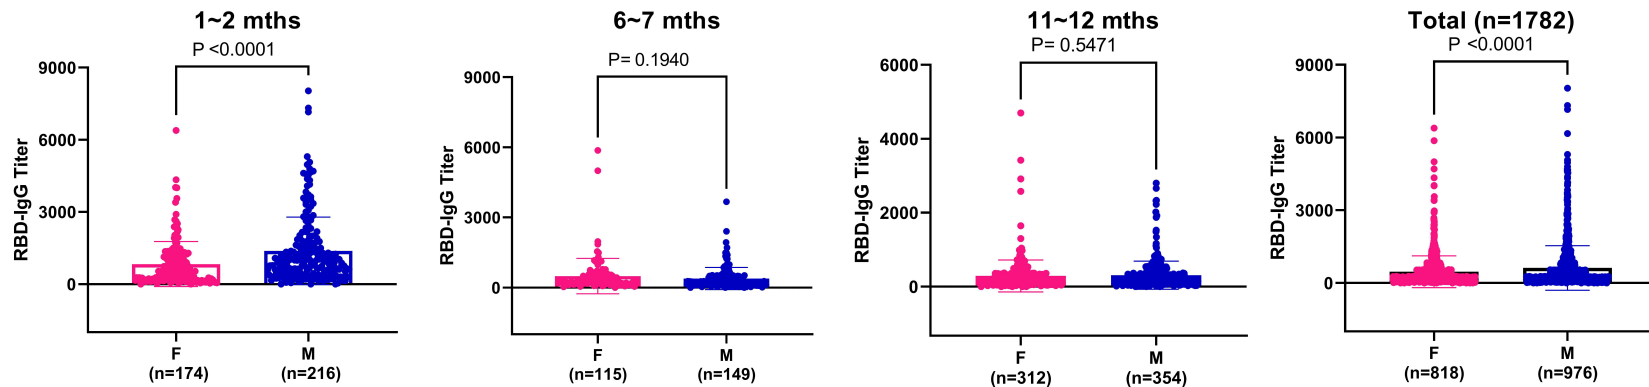 1~2 mths
P <0.0001
RBD-IgG Titer
9000
6000
3000
0
F
M
(n=174)
(n=216)
6~7 mths
P= 0.1940
RBD-IgG Titer
9000
6000
3000
0
F
M
(n=115)
(n=149)
11~12 mths
P= 0.5471
RBD-IgG Titer
6000
4000
2000
0
F
M
(n=312)
(n=354)
Total (n=1782)
P <0.0001
RBD-IgG Titer
9000
6000
3000
0
F
M
(n=818)
(n=976)